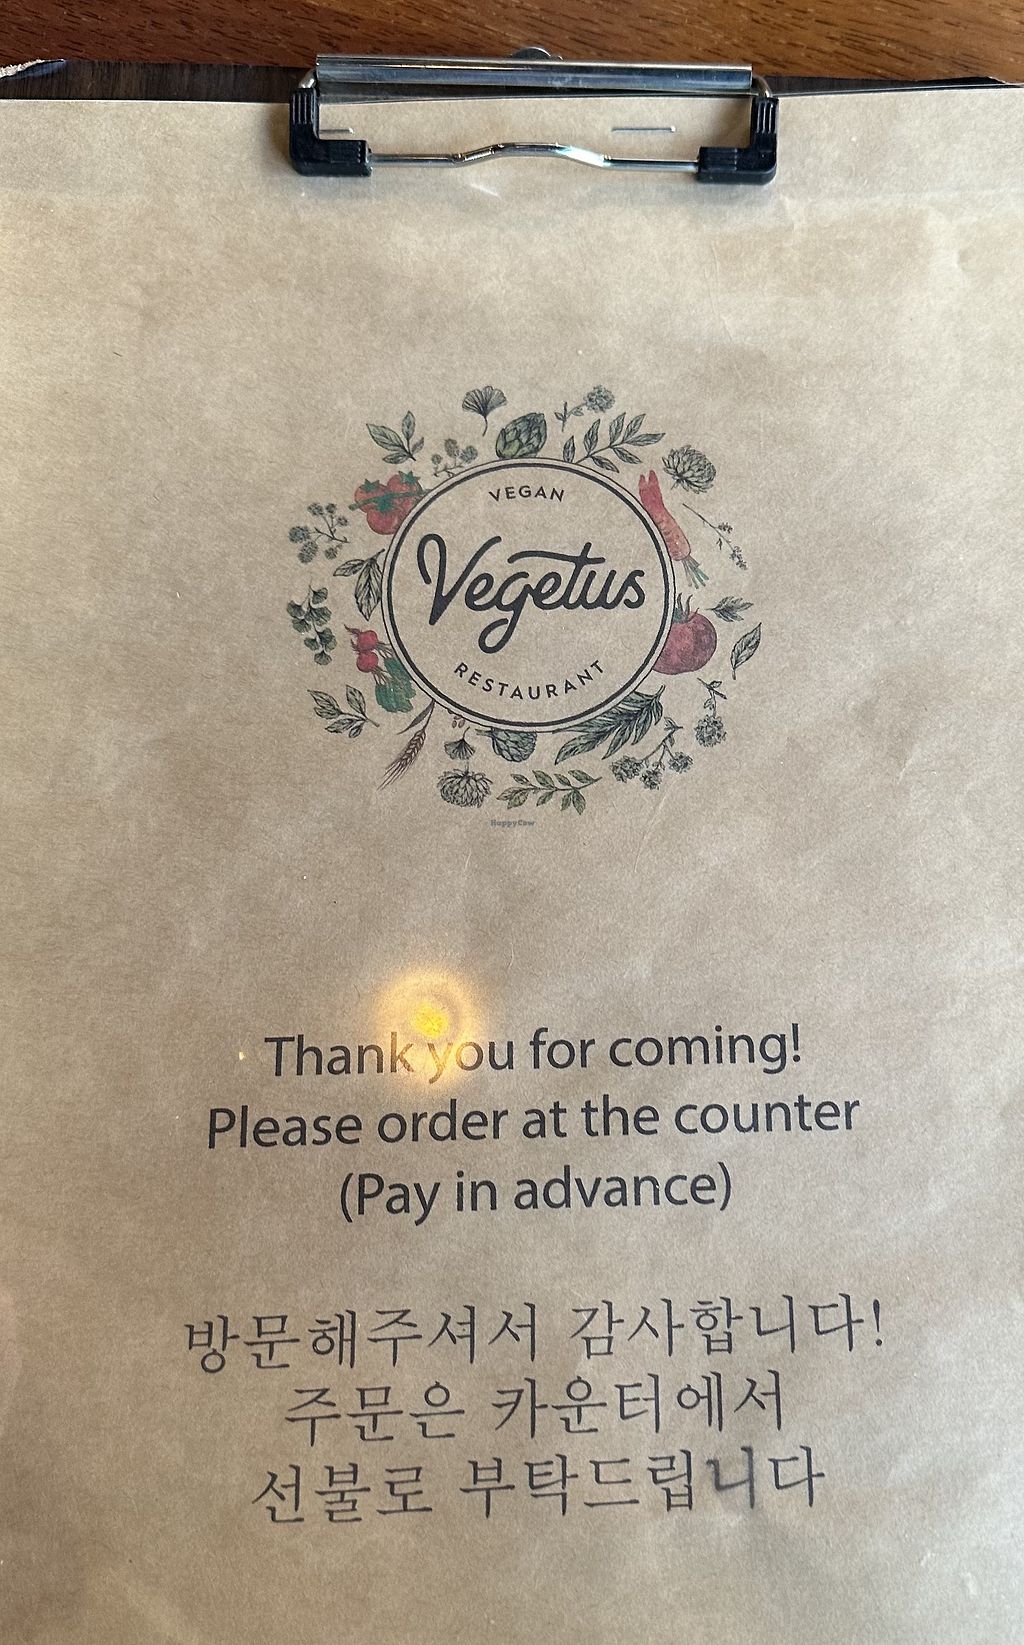 VEGAN
Vegetus
RESTAURANT
HappyCow
Thank you for coming!
Please order at the counter
(Pay in advance)
방문해주셔서 감사합니다!
주문은 카운터에서
선불로 부탁드립니다